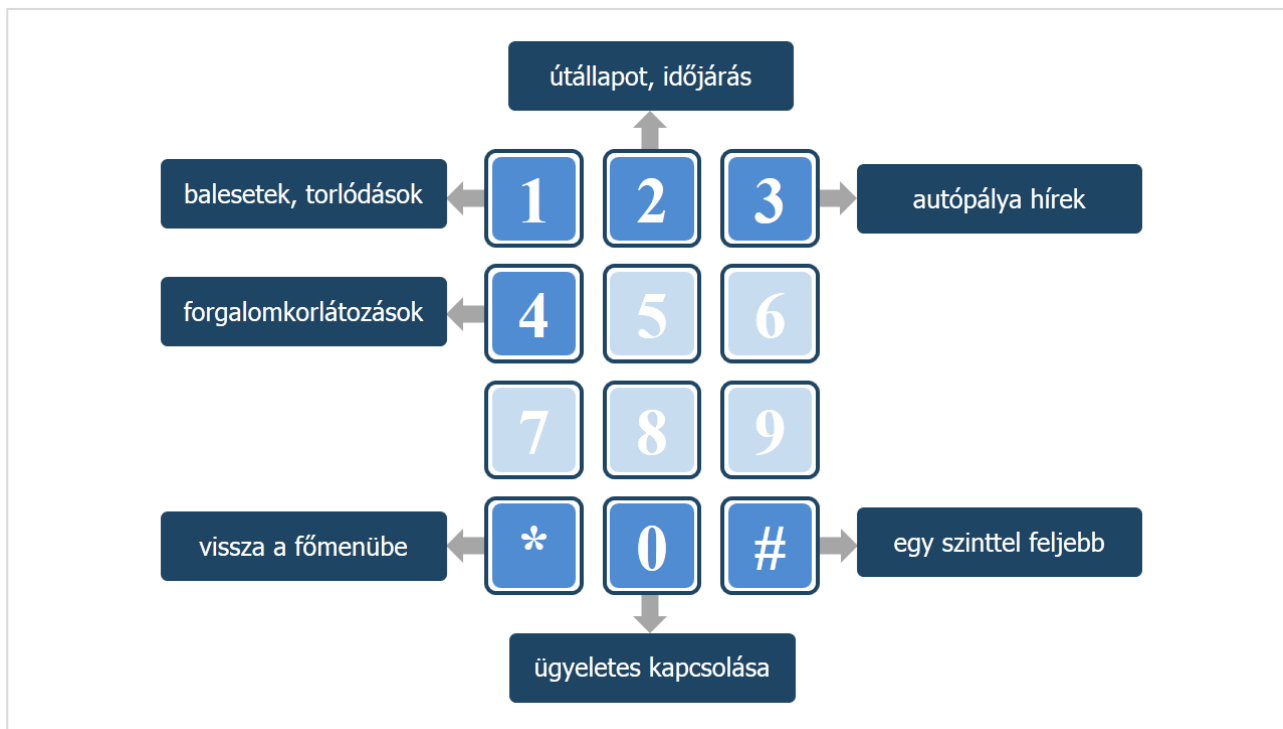 útállapot, időjárás
balesetek, torlódások
1 2 3
autópálya hírek
forgalomkorlátozások
4 5 6
7 8 9
vissza a főmenübe
* 0 #
egy szinttel feljebb
ügyeletes kapcsolása